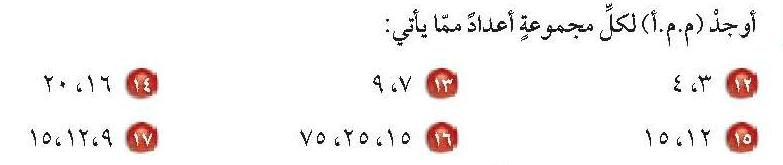 أوجدْ (م.م.أ) لكلِّ مجموعةِ أعدادً ممّا يأتي:
١٢ ٣، ٤ ١٣ ٧، ٩ ١٤ ١٦، ٢٠
١٥ ١٢، ١٥ ١٦ ١٥، ٢٥، ٧٥ ١٧ ٩، ١٢، ١٥